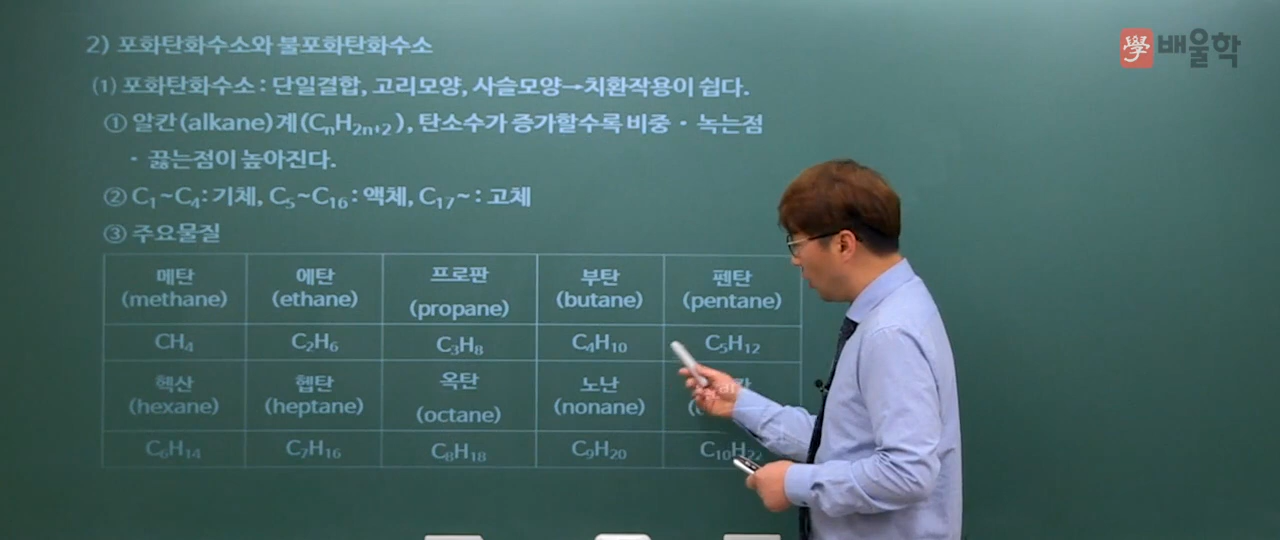 學 배울학
2) 포화탄화수소와 불포화탄화수소
(1) 포화탄화수소 : 단일결합, 고리모양, 사슬모양→치환작용이 쉽다.
① 알칸(alkane)계(CₙH₂ₙ₊₂), 탄소수가 증가할수록 비중 · 녹는점
· 끓는점이 높아진다.
② C₁~C₄ : 기체, C₅~C₁₆ : 액체, C₁₇~ : 고체
③ 주요물질
메탄 에탄 프로판 부탄 펜탄
(methane) (ethane) (propane) (butane) (pentane)
CH₄ C₂H₆ C₃H₈ C₄H₁₀ C₅H₁₂
헥산 헵탄 옥탄 노난
(hexane) (heptane) (octane) (nonane)
C₆H₁₄ C₇H₁₆ C₈H₁₈ C₉H₂₀ C₁₀H₂₂